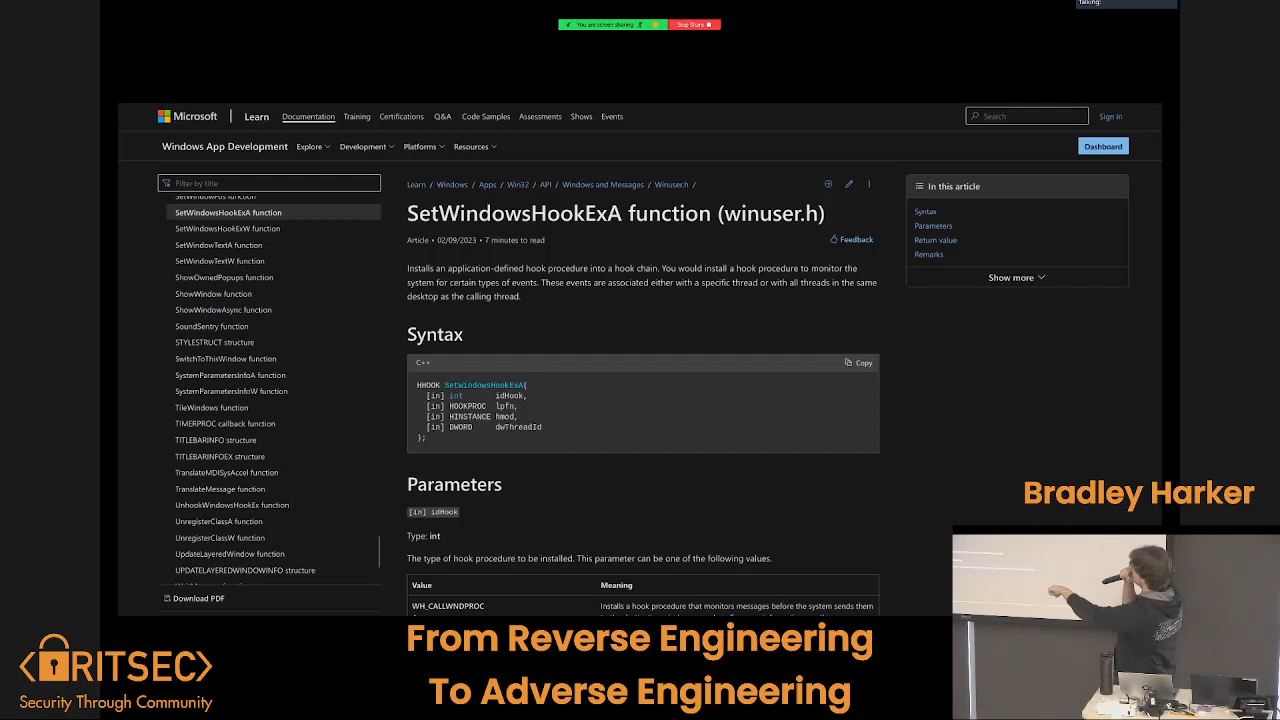 Talking:
You are screen sharing
Stop Share
Microsoft
Learn
Documentation
Training
Certifications
Q&A
Code Samples
Assessments
Shows
Events
Search
Sign in
Windows App Development
Explore
Development
Platforms
Resources
Dashboard
Filter by title
SetWindowPos function
SetWindowsHookExA function
SetWindowsHookExW function
SetWindowTextA function
SetWindowTextW function
ShowOwnedPopups function
ShowWindow function
ShowWindowAsync function
SoundSentry function
STYLESTRUCT structure
SwitchToThisWindow function
SystemParametersInfoA function
SystemParametersInfoW function
TileWindows function
TIMERPROC callback function
TITLEBARINFO structure
TITLEBARINFOEX structure
TranslateMDISysAccel function
TranslateMessage function
UnhookWindowsHookEx function
UnregisterClassA function
UnregisterClassW function
UpdateLayeredWindow function
UPDATELAYEREDWINDOWINFO structure
Download PDF
Learn / Windows / Apps / Win32 / API / Windows and Messages / Winuser.h /
SetWindowsHookExA function (winuser.h)
Article • 02/09/2023 • 7 minutes to read
Feedback
Installs an application-defined hook procedure into a hook chain. You would install a hook procedure to monitor the
system for certain types of events. These events are associated either with a specific thread or with all threads in the same
desktop as the calling thread.
Syntax
C++
Copy
HHOOK SetWindowsHookExA(
[in] int idHook,
[in] HOOKPROC lpfn,
[in] HINSTANCE hmod,
[in] DWORD dwThreadId
);
Parameters
[in] idHook
Type: int
The type of hook procedure to be installed. This parameter can be one of the following values.
Value Meaning
WH_CALLWNDPROC Installs a hook procedure that monitors messages before the system sends them
In this article
Syntax
Parameters
Return value
Remarks
Show more
Bradley Harker
RITSEC
Security Through Community
From Reverse Engineering
To Adverse Engineering